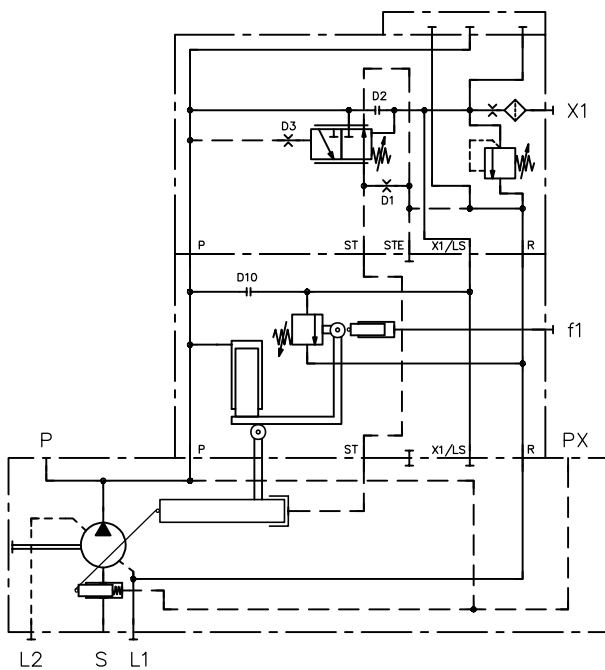 D2
X1
D3
D1
P ST STE X1/LS R
D10
f1
P P ST X1/LS R PX
L2 S L1